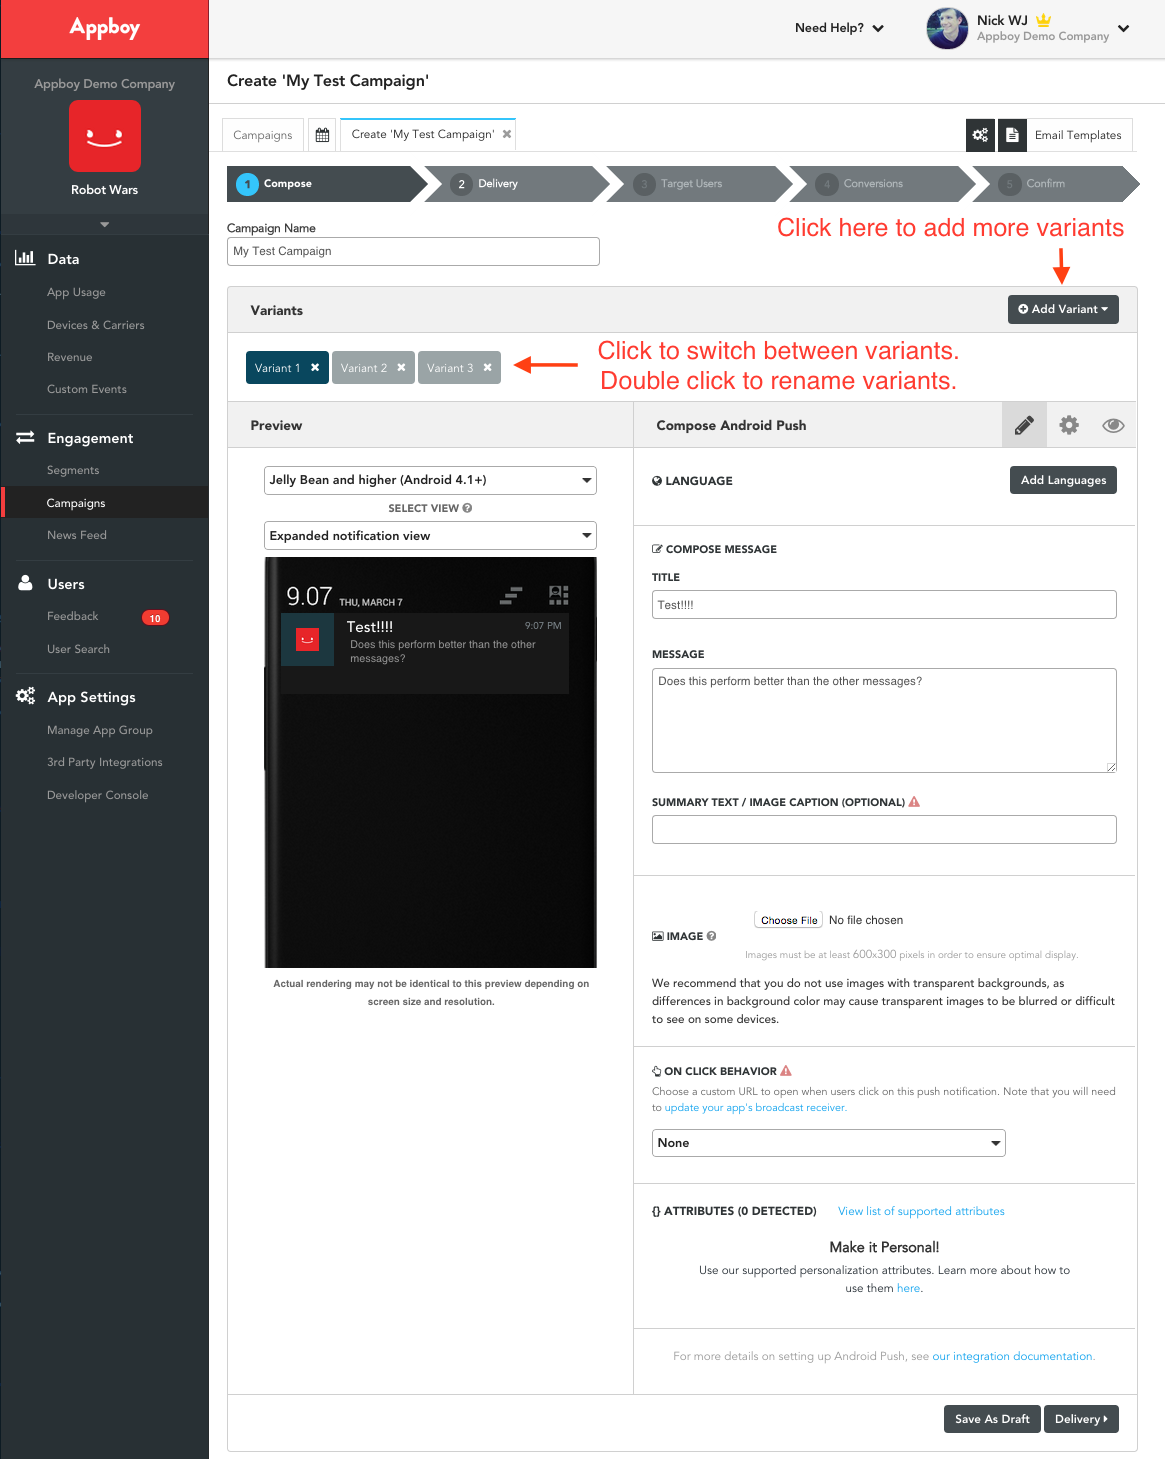 Appboy
Need Help?
Nick WJ
Appboy Demo Company
Appboy Demo Company
Robot Wars
Data
App Usage
Devices & Carriers
Revenue
Custom Events
Engagement
Segments
Campaigns
News Feed
Users
Feedback 10
User Search
App Settings
Manage App Group
3rd Party Integrations
Developer Console
Create 'My Test Campaign'
Campaigns
Create 'My Test Campaign'
Email Templates
1 Compose
2 Delivery
3 Target Users
4 Conversions
5 Confirm
Click here to add more variants
Campaign Name
My Test Campaign
Variants
Add Variant
Variant 1
Variant 2
Variant 3
Click to switch between variants.
Double click to rename variants.
Preview
Jelly Bean and higher (Android 4.1+)
SELECT VIEW
Expanded notification view
9.07 THU, MARCH 7
Test!!!! 9:07 PM
Does this perform better than the other
messages?
Actual rendering may not be identical to this preview depending on
screen size and resolution.
Compose Android Push
LANGUAGE
Add Languages
COMPOSE MESSAGE
TITLE
Test!!!!
MESSAGE
Does this perform better than the other messages?
SUMMARY TEXT / IMAGE CAPTION (OPTIONAL)
IMAGE
Choose File No file chosen
Images must be at least 600x300 pixels in order to ensure optimal display.
We recommend that you do not use images with transparent backgrounds, as
differences in background color may cause transparent images to be blurred or difficult
to see on some devices.
ON CLICK BEHAVIOR
Choose a custom URL to open when users click on this push notification. Note that you will need
to update your app's broadcast receiver.
None
{} ATTRIBUTES (0 DETECTED) View list of supported attributes
Make it Personal!
Use our supported personalization attributes. Learn more about how to
use them here.
For more details on setting up Android Push, see our integration documentation.
Save As Draft
Delivery